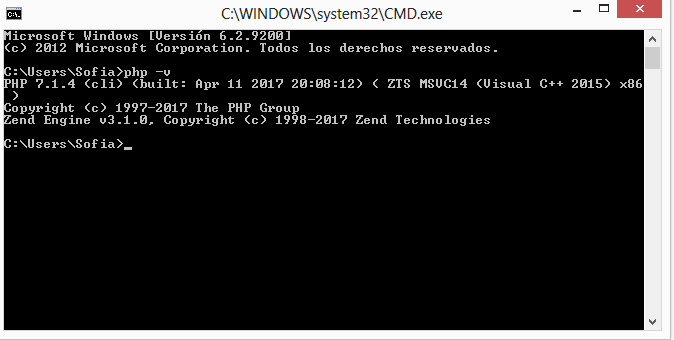 C:\WINDOWS\system32\CMD.exe
Microsoft Windows [Versión 6.2.9200]
(c) 2012 Microsoft Corporation. Todos los derechos reservados.
C:\Users\Sofia>php -v
PHP 7.1.4 (cli) (built: Apr 11 2017 20:08:12) ( ZTS MSVC14 (Visual C++ 2015) x86
 )
Copyright (c) 1997-2017 The PHP Group
Zend Engine v3.1.0, Copyright (c) 1998-2017 Zend Technologies
C:\Users\Sofia>_